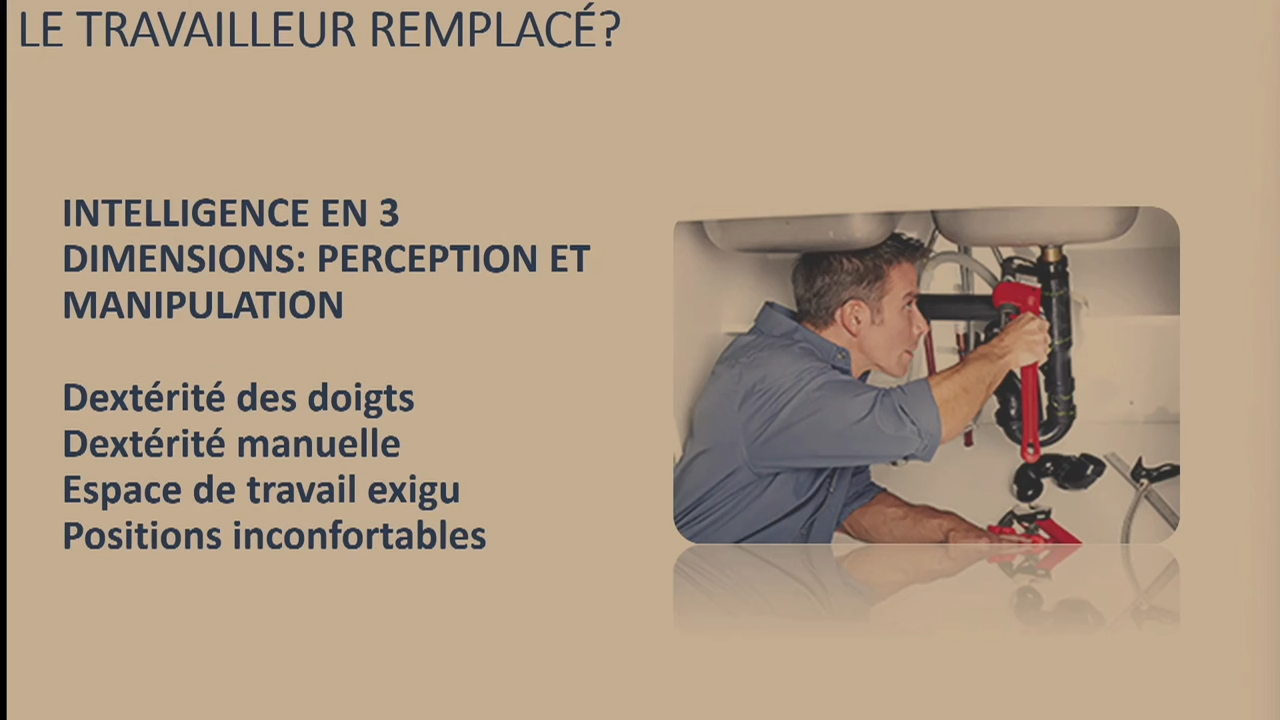 LE TRAVAILLEUR REMPLACÉ?
INTELLIGENCE EN 3
DIMENSIONS: PERCEPTION ET
MANIPULATION
Dextérité des doigts
Dextérité manuelle
Espace de travail exigu
Positions inconfortables